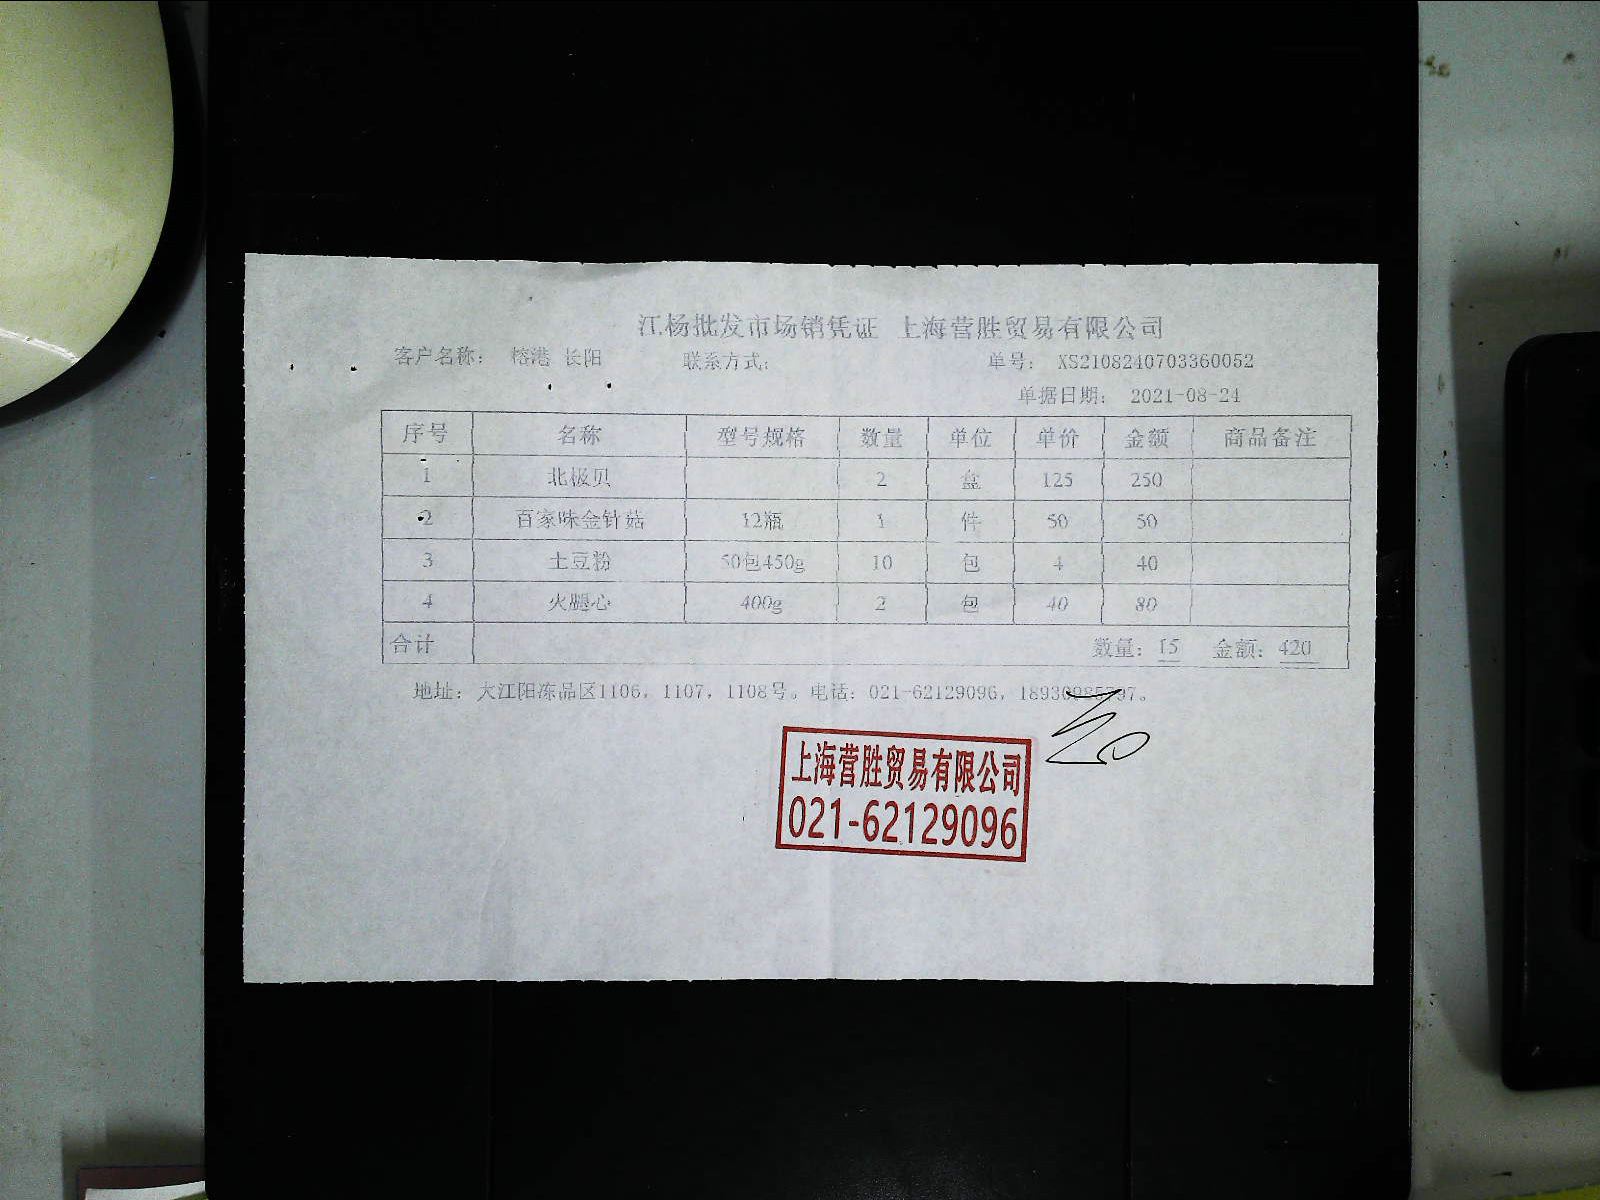 江杨批发市场销凭证 上海营胜贸易有限公司
客户名称： 榕港 长阳 联系方式： 单号： XS2108240703360052
单据日期： 2021-08-24
序号 名称 型号规格 数量 单位 单价 金额 商品备注
1 北极贝 2 盒 125 250
2 百家味金针菇 12瓶 1 件 50 50
3 土豆粉 50包450g 10 包 4 40
4 火腿心 400g 2 包 40 80
合计 数量：15 金额：420
地址：大江阳冻品区1106，1107，1108号。电话：021-62129096，
上海营胜贸易有限公司
021-62129096